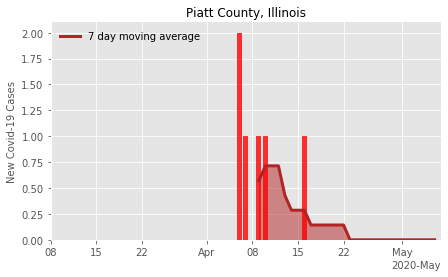 Piatt County, Illinois
7 day moving average
New Covid-19 Cases
2.00
1.75
1.50
1.25
1.00
0.75
0.50
0.25
0.00
08 15 22 Apr 08 15 22 May
2020-May